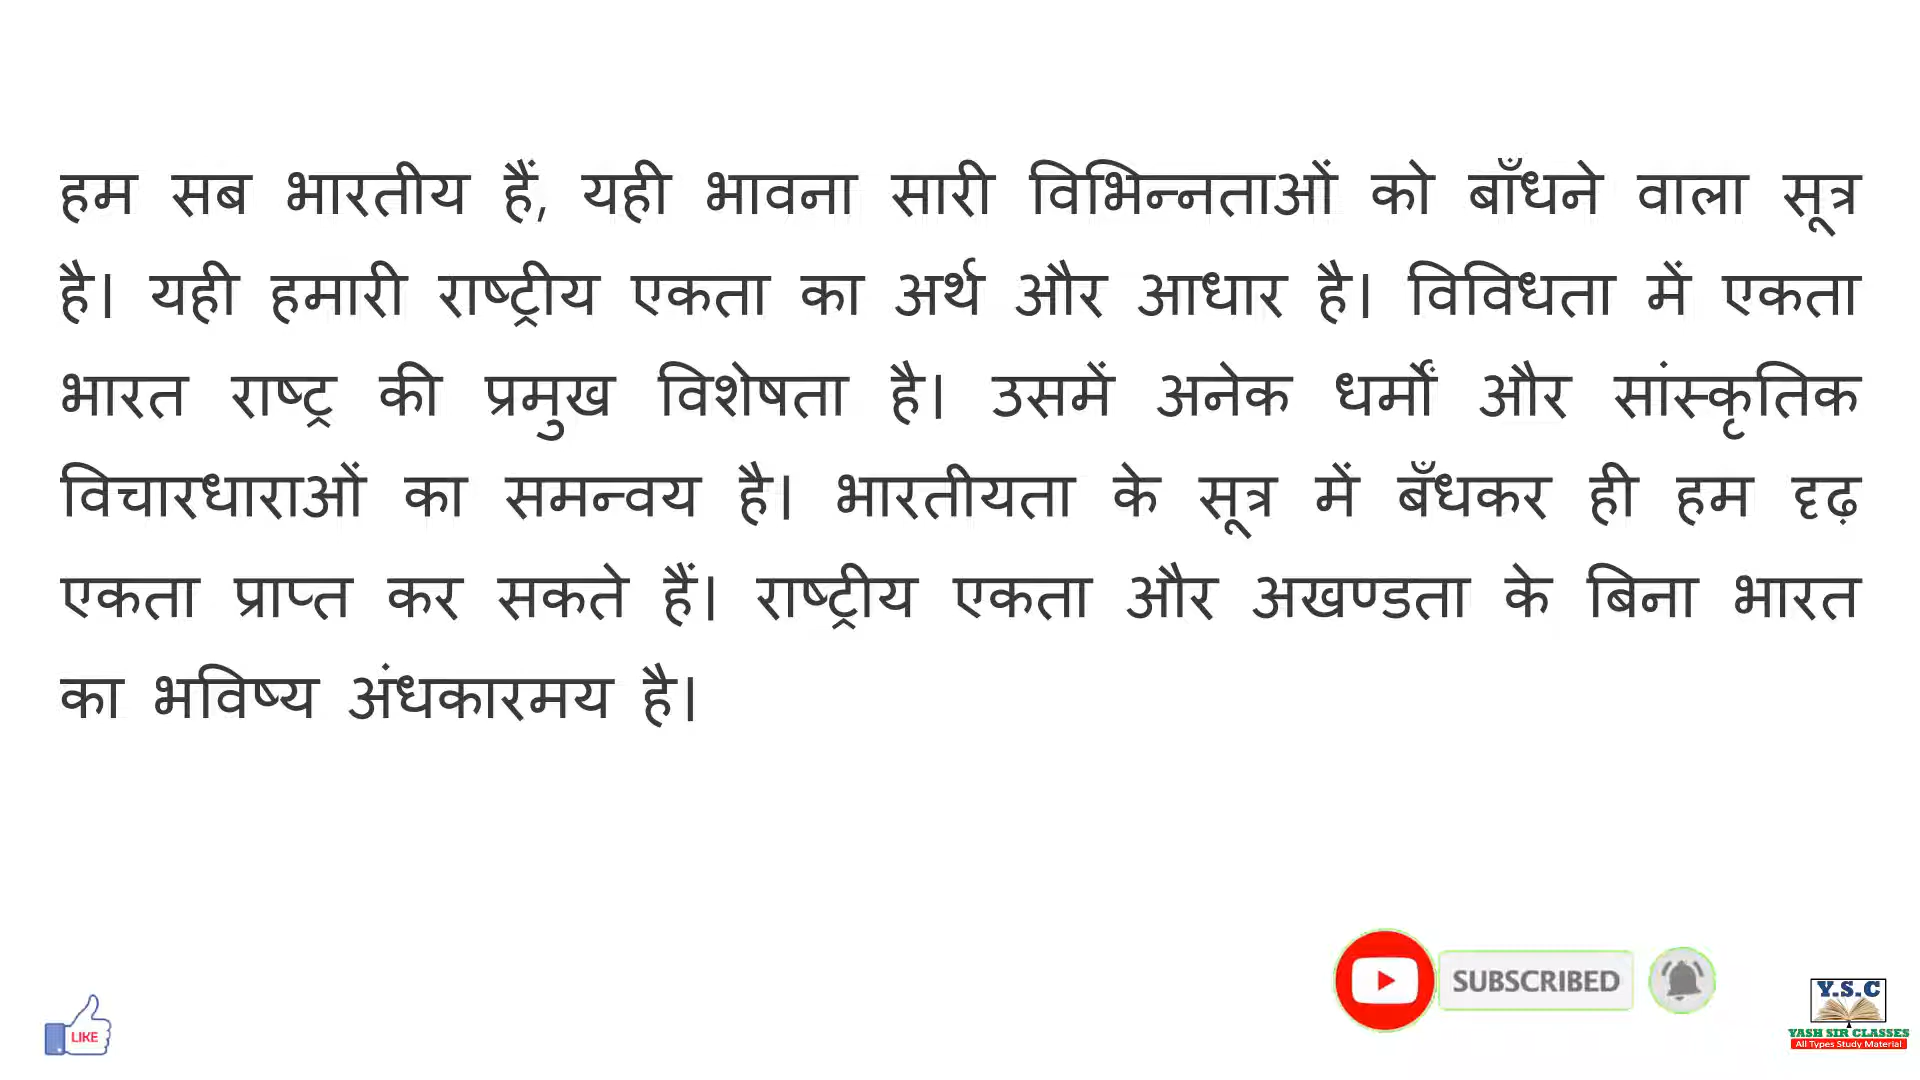 हम सब भारतीय हैं, यही भावना सारी विभिन्नताओं को बाँधने वाला सूत्र
है। यही हमारी राष्ट्रीय एकता का अर्थ और आधार है। विविधता में एकता
भारत राष्ट्र की प्रमुख विशेषता है। उसमें अनेक धर्मों और सांस्कृतिक
विचारधाराओं का समन्वय है। भारतीयता के सूत्र में बँधकर ही हम दृढ़
एकता प्राप्त कर सकते हैं। राष्ट्रीय एकता और अखण्डता के बिना भारत
का भविष्य अंधकारमय है।
SUBSCRIBED
LIKE
Y.S.C
YASH SIR CLASSES
All Types Study Material